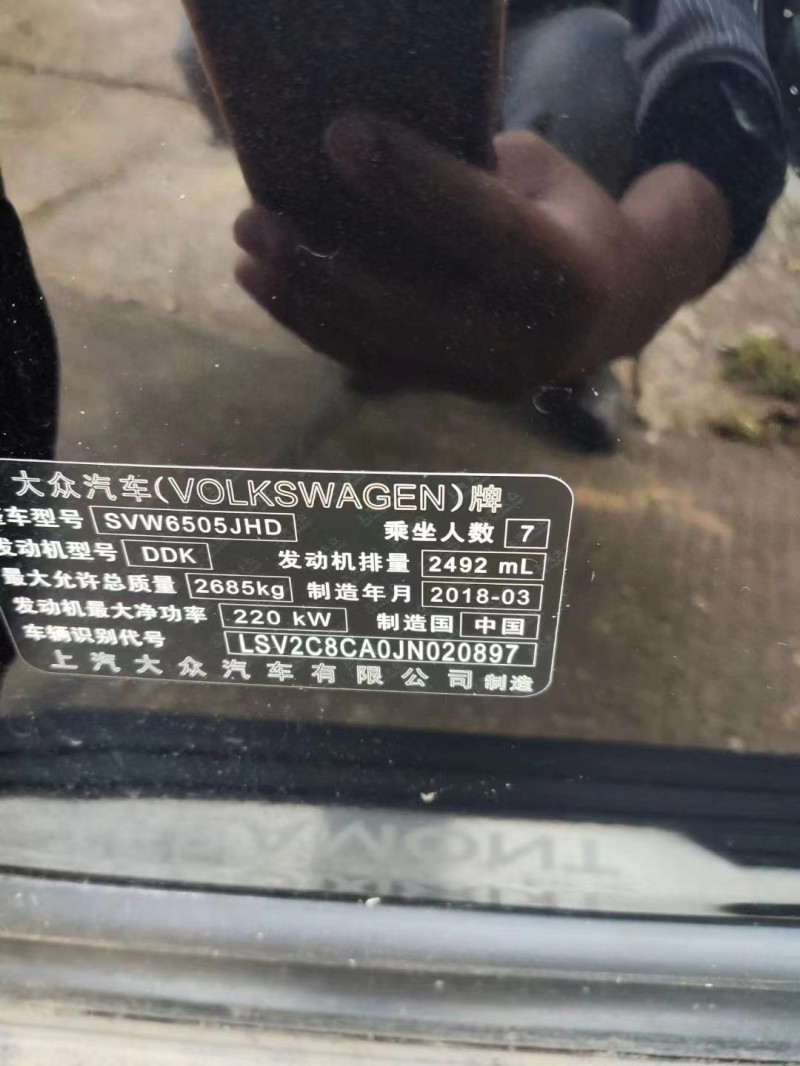 大众汽车(VOLKSWAGEN)牌
车型号 SVW6505JHD 乘坐人数 7
发动机型号 DDK 发动机排量 2492 mL
最大允许总质量 2685kg 制造年月 2018-03
发动机最大净功率 220 kW 制造国 中国
车辆识别代号 LSV2C8CA0JN020897
上汽大众汽车有限公司 制造